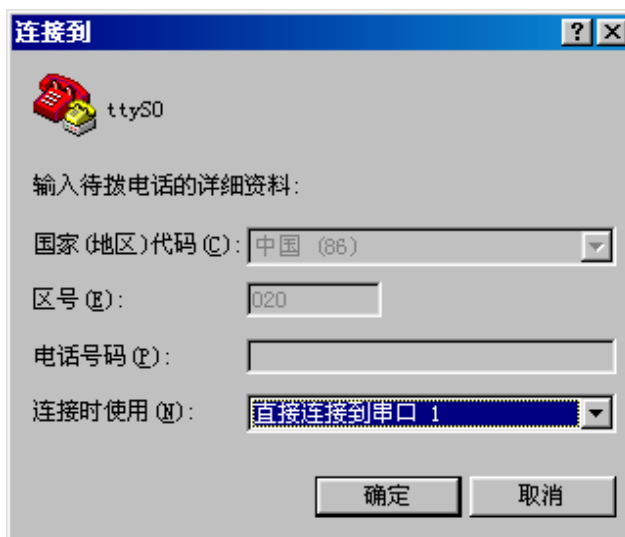 连接到
ttyS0
输入待拨电话的详细资料:
国家(地区)代码(C): 中国 (86)
区号(E): 020
电话号码(P):
连接时使用(N): 直接连接到串口 1
确定 取消